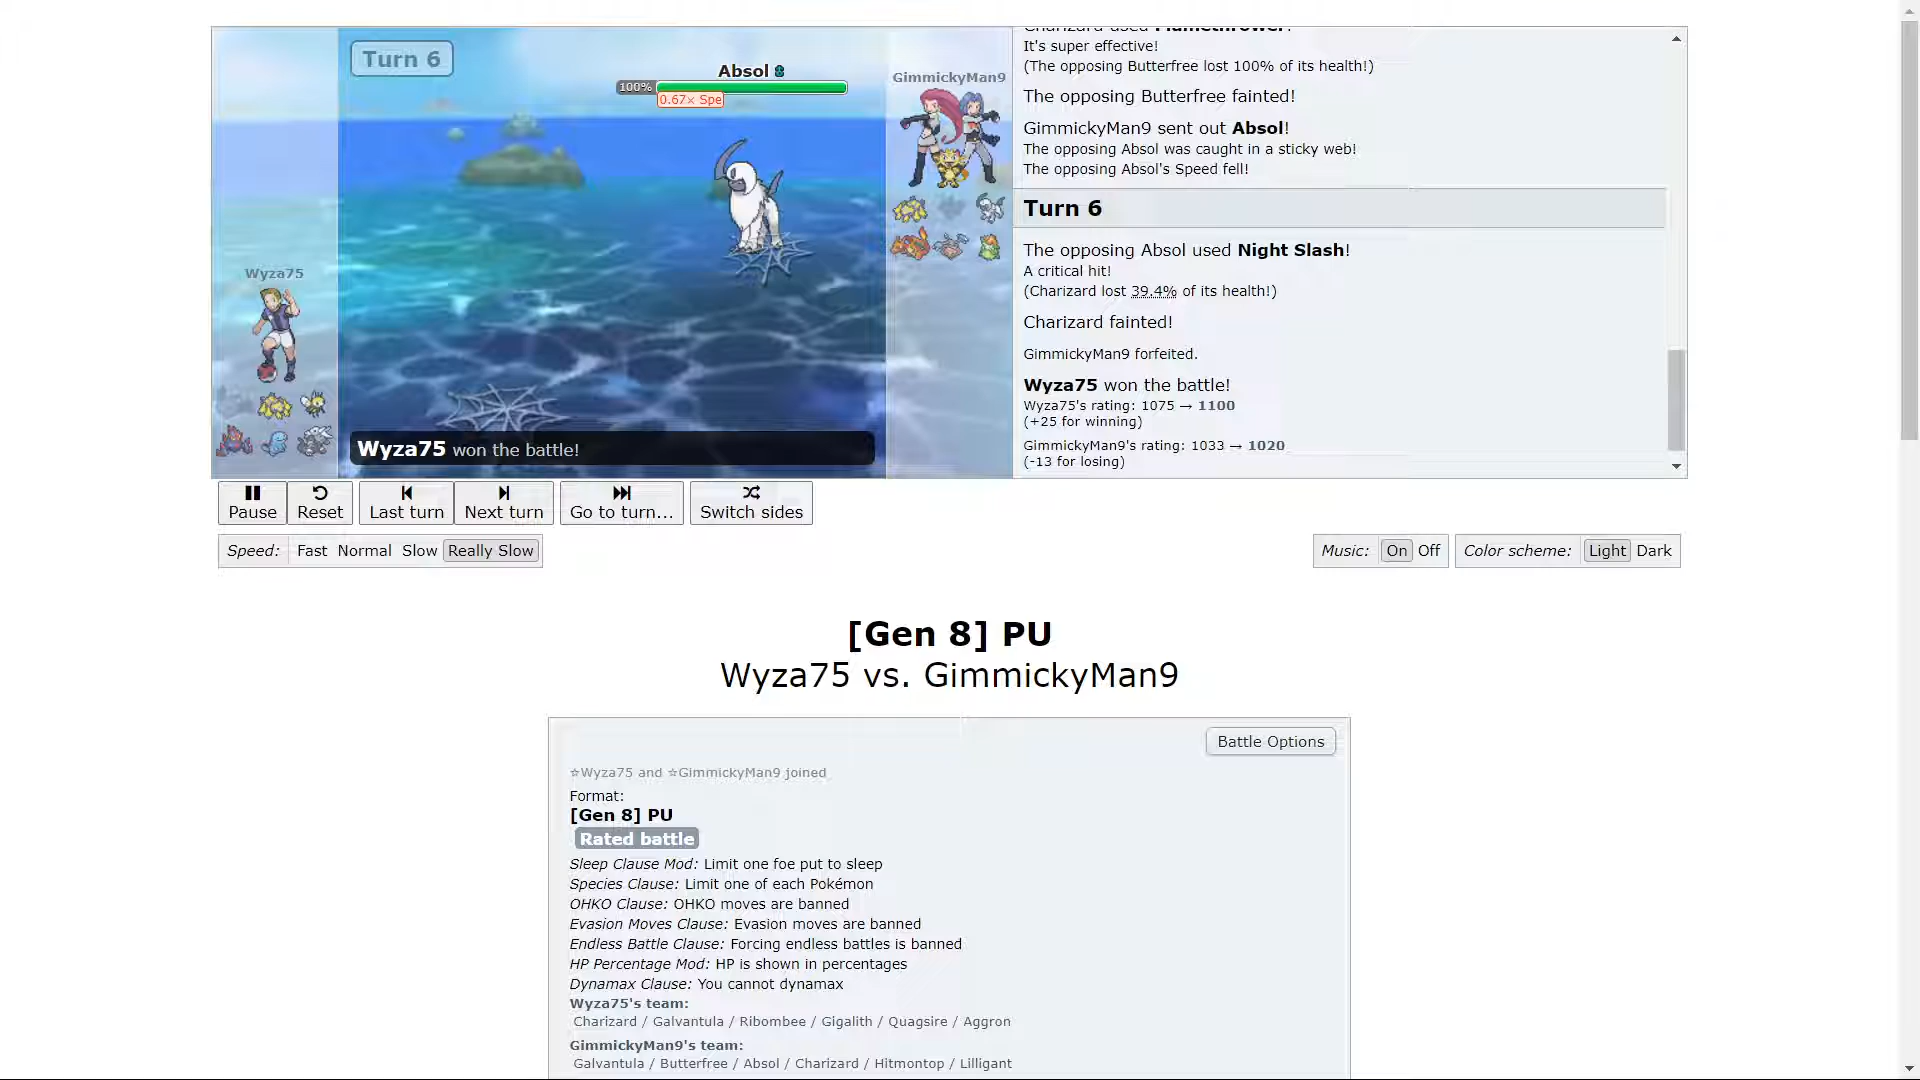 Turn 6
Absol
100%
0.67× Spe
GimmickyMan9
Wyza75
Wyza75 won the battle!
Charizard used Flamethrower!
It's super effective!
(The opposing Butterfree lost 100% of its health!)
The opposing Butterfree fainted!
GimmickyMan9 sent out Absol!
The opposing Absol was caught in a sticky web!
The opposing Absol's Speed fell!
Turn 6
The opposing Absol used Night Slash!
A critical hit!
(Charizard lost 39.4% of its health!)
Charizard fainted!
GimmickyMan9 forfeited.
Wyza75 won the battle!
Wyza75's rating: 1075 → 1100
(+25 for winning)
GimmickyMan9's rating: 1033 → 1020
(-13 for losing)
Pause Reset Last turn Next turn Go to turn... Switch sides
Speed: Fast Normal Slow Really Slow
Music: On Off Color scheme: Light Dark
[Gen 8] PU
Wyza75 vs. GimmickyMan9
Battle Options
☆Wyza75 and ☆GimmickyMan9 joined
Format:
[Gen 8] PU
Rated battle
Sleep Clause Mod: Limit one foe put to sleep
Species Clause: Limit one of each Pokémon
OHKO Clause: OHKO moves are banned
Evasion Moves Clause: Evasion moves are banned
Endless Battle Clause: Forcing endless battles is banned
HP Percentage Mod: HP is shown in percentages
Dynamax Clause: You cannot dynamax
Wyza75's team:
Charizard / Galvantula / Ribombee / Gigalith / Quagsire / Aggron
GimmickyMan9's team:
Galvantula / Butterfree / Absol / Charizard / Hitmontop / Lilligant